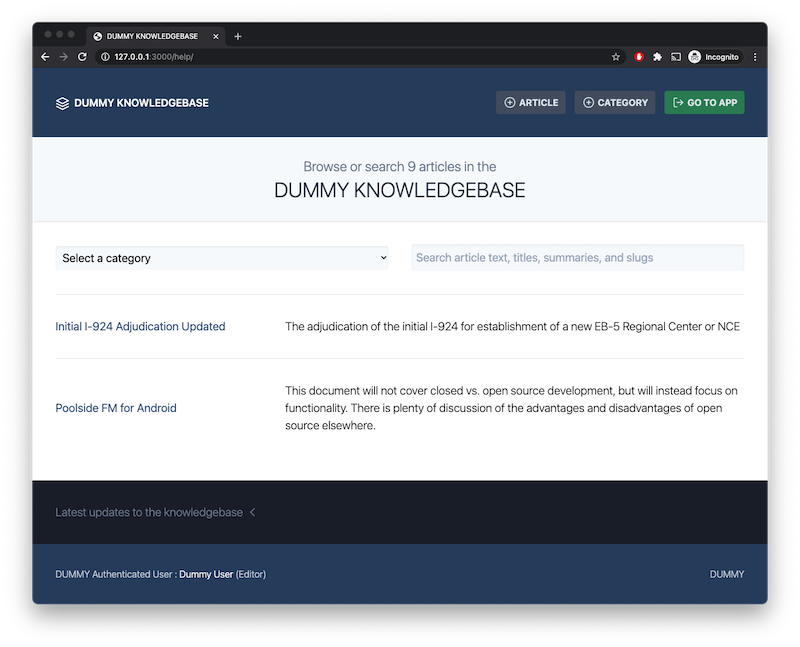 DUMMY KNOWLEDGEBASE
127.0.0.1:3000/help/
Incognito
DUMMY KNOWLEDGEBASE
ARTICLE
CATEGORY
GO TO APP
Browse or search 9 articles in the
DUMMY KNOWLEDGEBASE
Select a category
Search article text, titles, summaries, and slugs
Initial I-924 Adjudication Updated
The adjudication of the initial I-924 for establishment of a new EB-5 Regional Center or NCE
Poolside FM for Android
This document will not cover closed vs. open source development, but will instead focus on
functionality. There is plenty of discussion of the advantages and disadvantages of open
source elsewhere.
Latest updates to the knowledgebase
DUMMY Authenticated User : Dummy User (Editor)
DUMMY